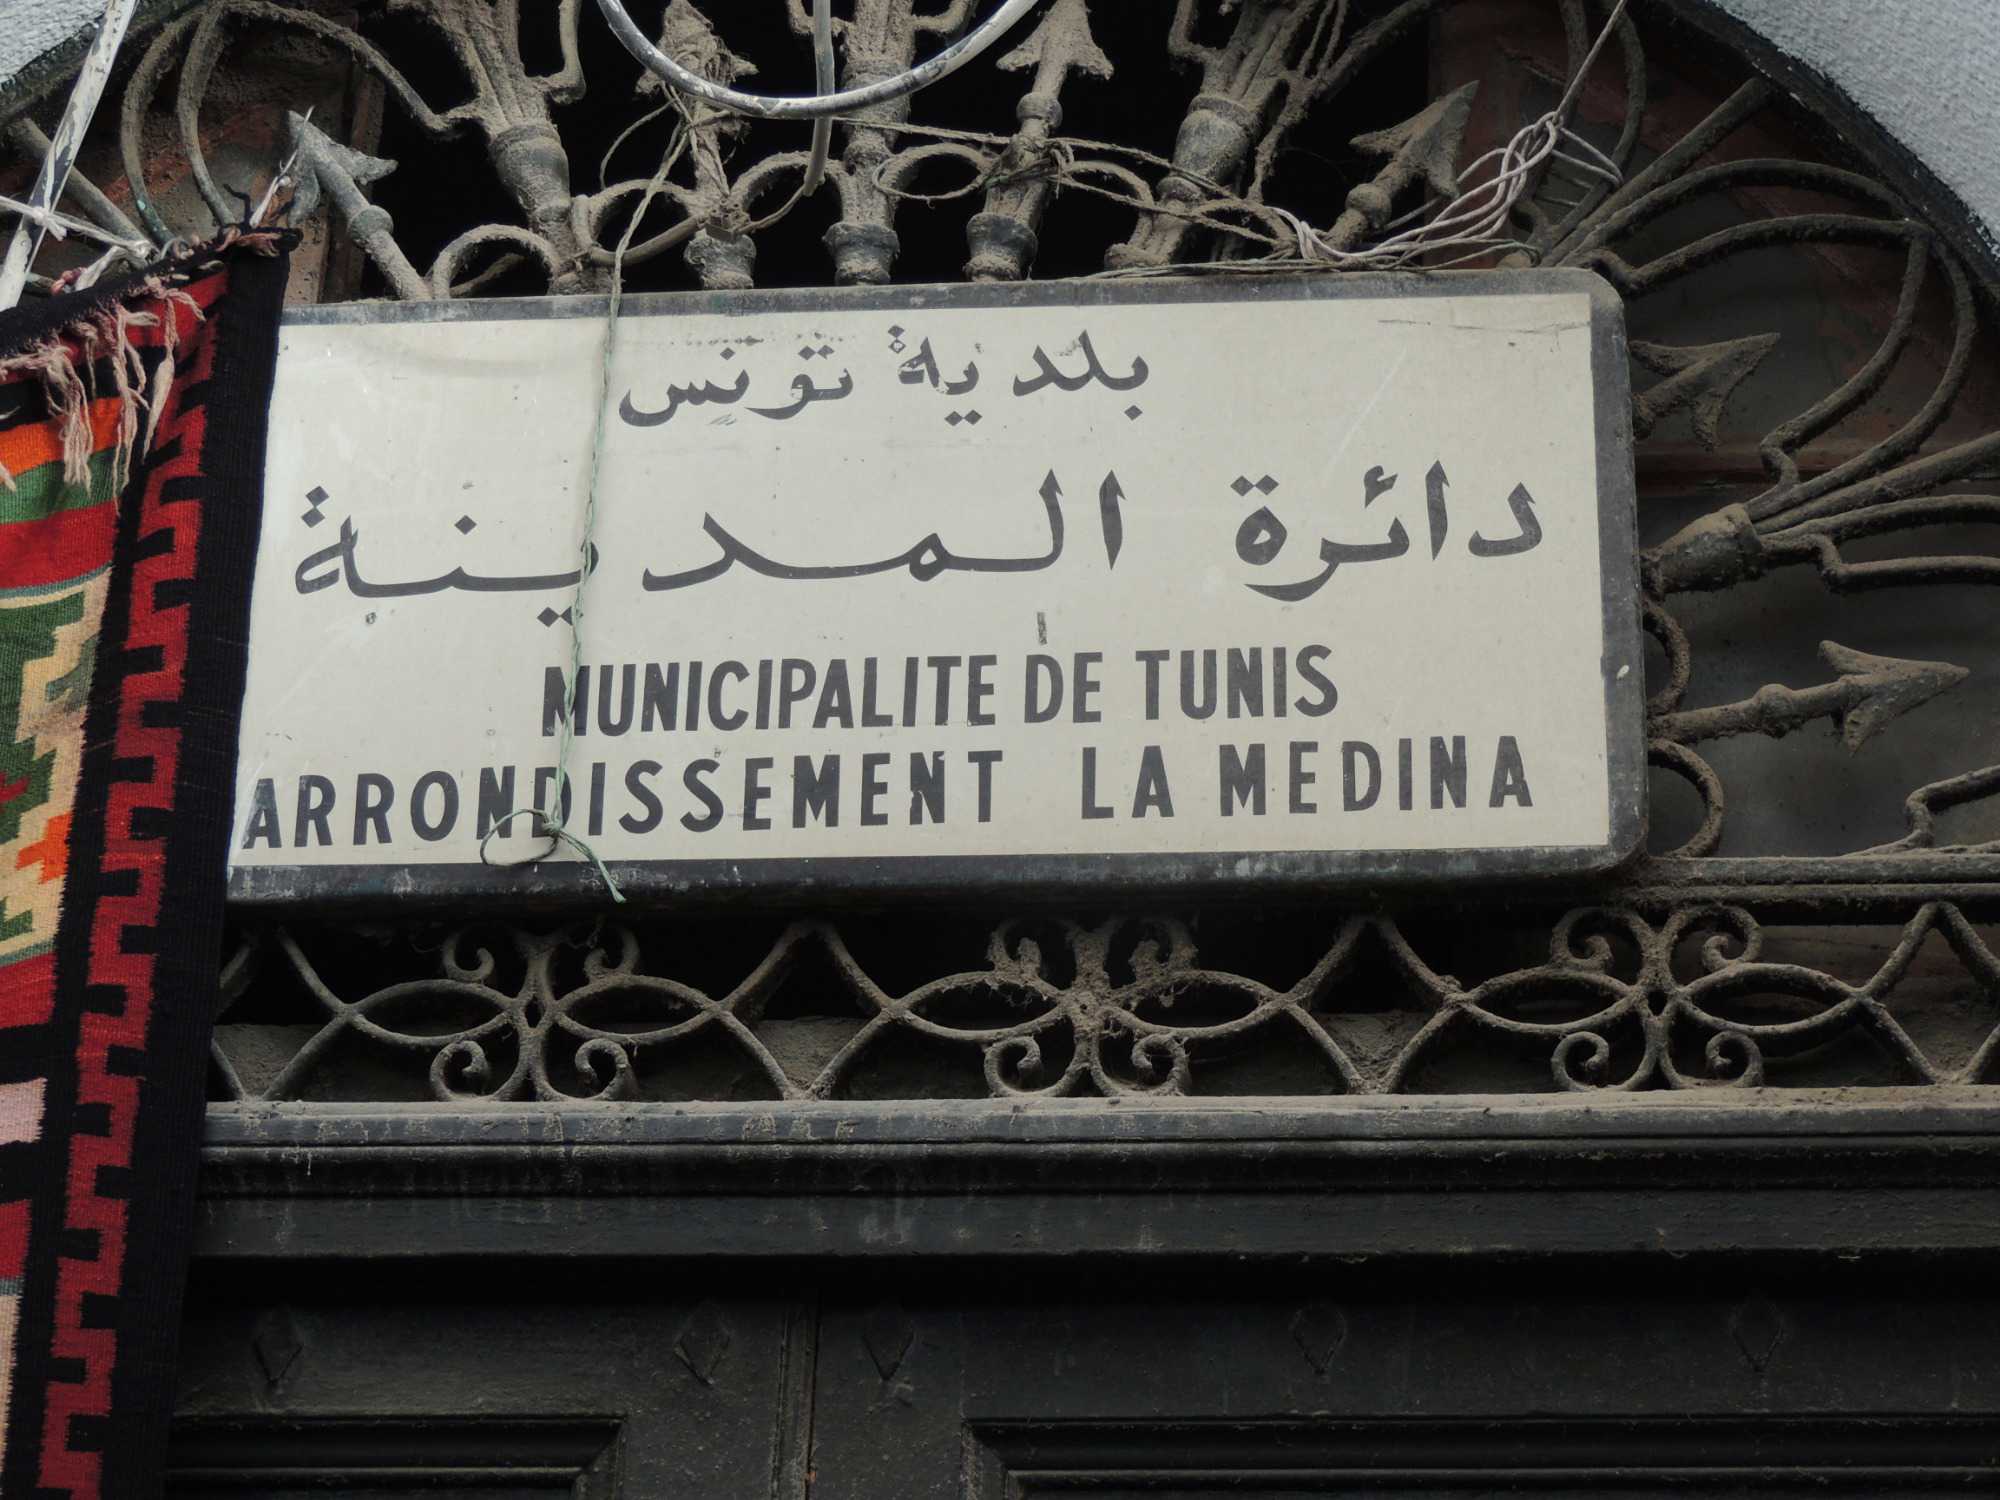 بلدية تونس
دائرة المدينة
MUNICIPALITE DE TUNIS
ARRONDISSEMENT LA MEDINA